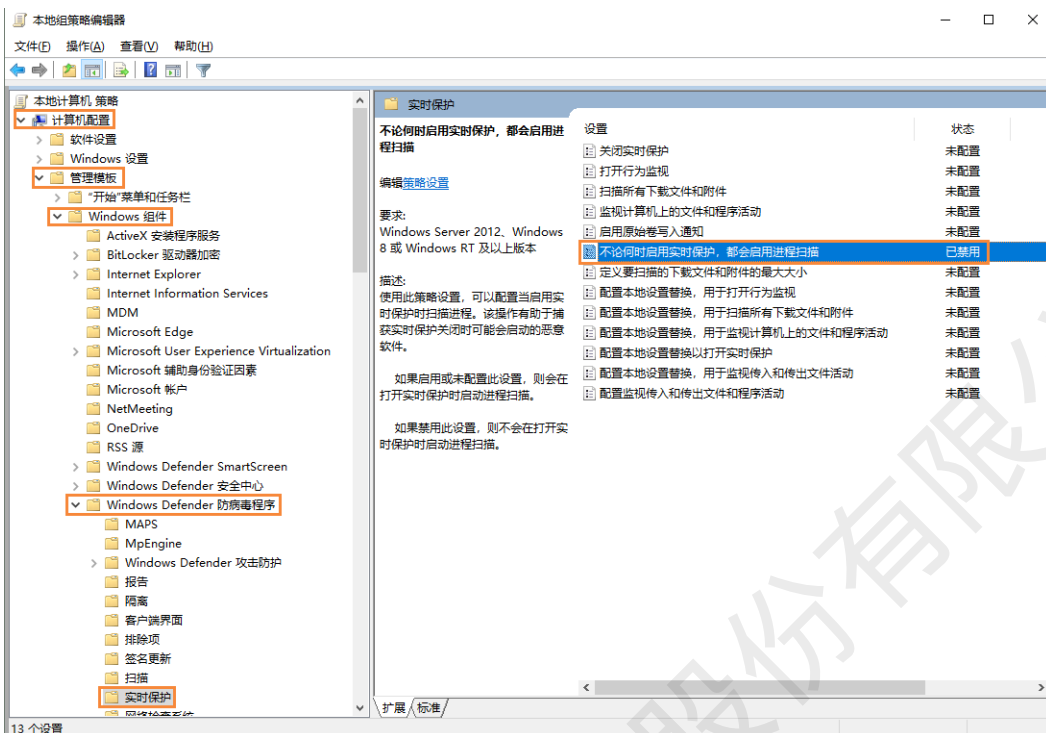 本地组策略编辑器
文件(F) 操作(A) 查看(V) 帮助(H)
本地计算机 策略
计算机配置
软件设置
Windows 设置
管理模板
"开始"菜单和任务栏
Windows 组件
ActiveX 安装程序服务
BitLocker 驱动器加密
Internet Explorer
Internet Information Services
MDM
Microsoft Edge
Microsoft User Experience Virtualization
Microsoft 辅助身份验证因素
Microsoft 帐户
NetMeeting
OneDrive
RSS 源
Windows Defender SmartScreen
Windows Defender 安全中心
Windows Defender 防病毒程序
MAPS
MpEngine
Windows Defender 攻击防护
报告
隔离
客户端界面
排除项
签名更新
扫描
实时保护
网络检查系统
实时保护
不论何时启用实时保护，都会启用进
程扫描
编辑策略设置
要求:
Windows Server 2012、Windows
8 或 Windows RT 及以上版本
描述:
使用此策略设置，可以配置当启用实
时保护时扫描进程。该操作有助于捕
获实时保护关闭时可能会启动的恶意
软件。
如果启用或未配置此设置，则会在
打开实时保护时启动进程扫描。
如果禁用此设置，则不会在打开实
时保护时启动进程扫描。
设置 状态
关闭实时保护 未配置
打开行为监视 未配置
扫描所有下载文件和附件 未配置
监视计算机上的文件和程序活动 未配置
启用原始卷写入通知 未配置
不论何时启用实时保护，都会启用进程扫描 已禁用
定义要扫描的下载文件和附件的最大大小 未配置
配置本地设置替换，用于打开行为监视 未配置
配置本地设置替换，用于扫描所有下载文件和附件 未配置
配置本地设置替换，用于监视计算机上的文件和程序活动 未配置
配置本地设置替换以打开实时保护 未配置
配置本地设置替换，用于监视传入和传出文件活动 未配置
配置监视传入和传出文件和程序活动 未配置
扩展 标准
13 个设置
股份有限